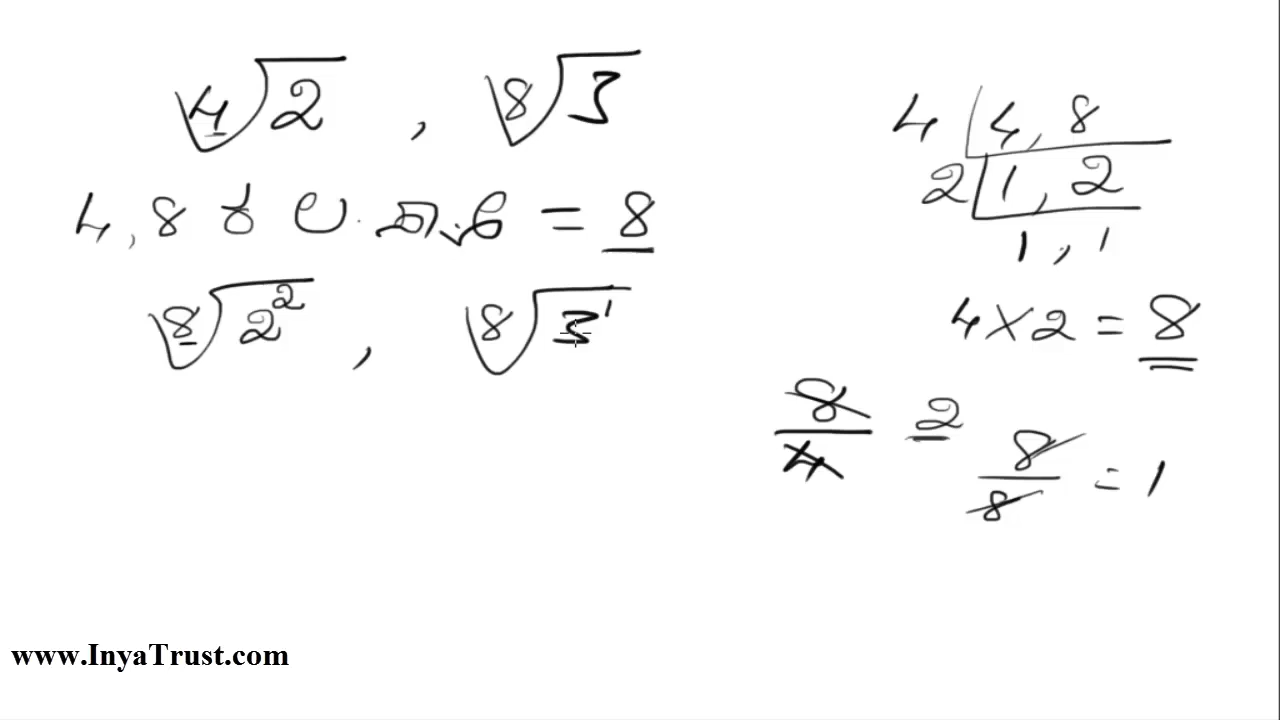 ⁴√2 , ⁸√3
4, 8 ರ ಲ.ಸಾ.ಅ = 8
⁸√2² , ⁸√3¹
4 | 4, 8
2 | 1, 2
1, 1
4 × 2 = 8
8/4 2
8/8 = 1
www.InyaTrust.com